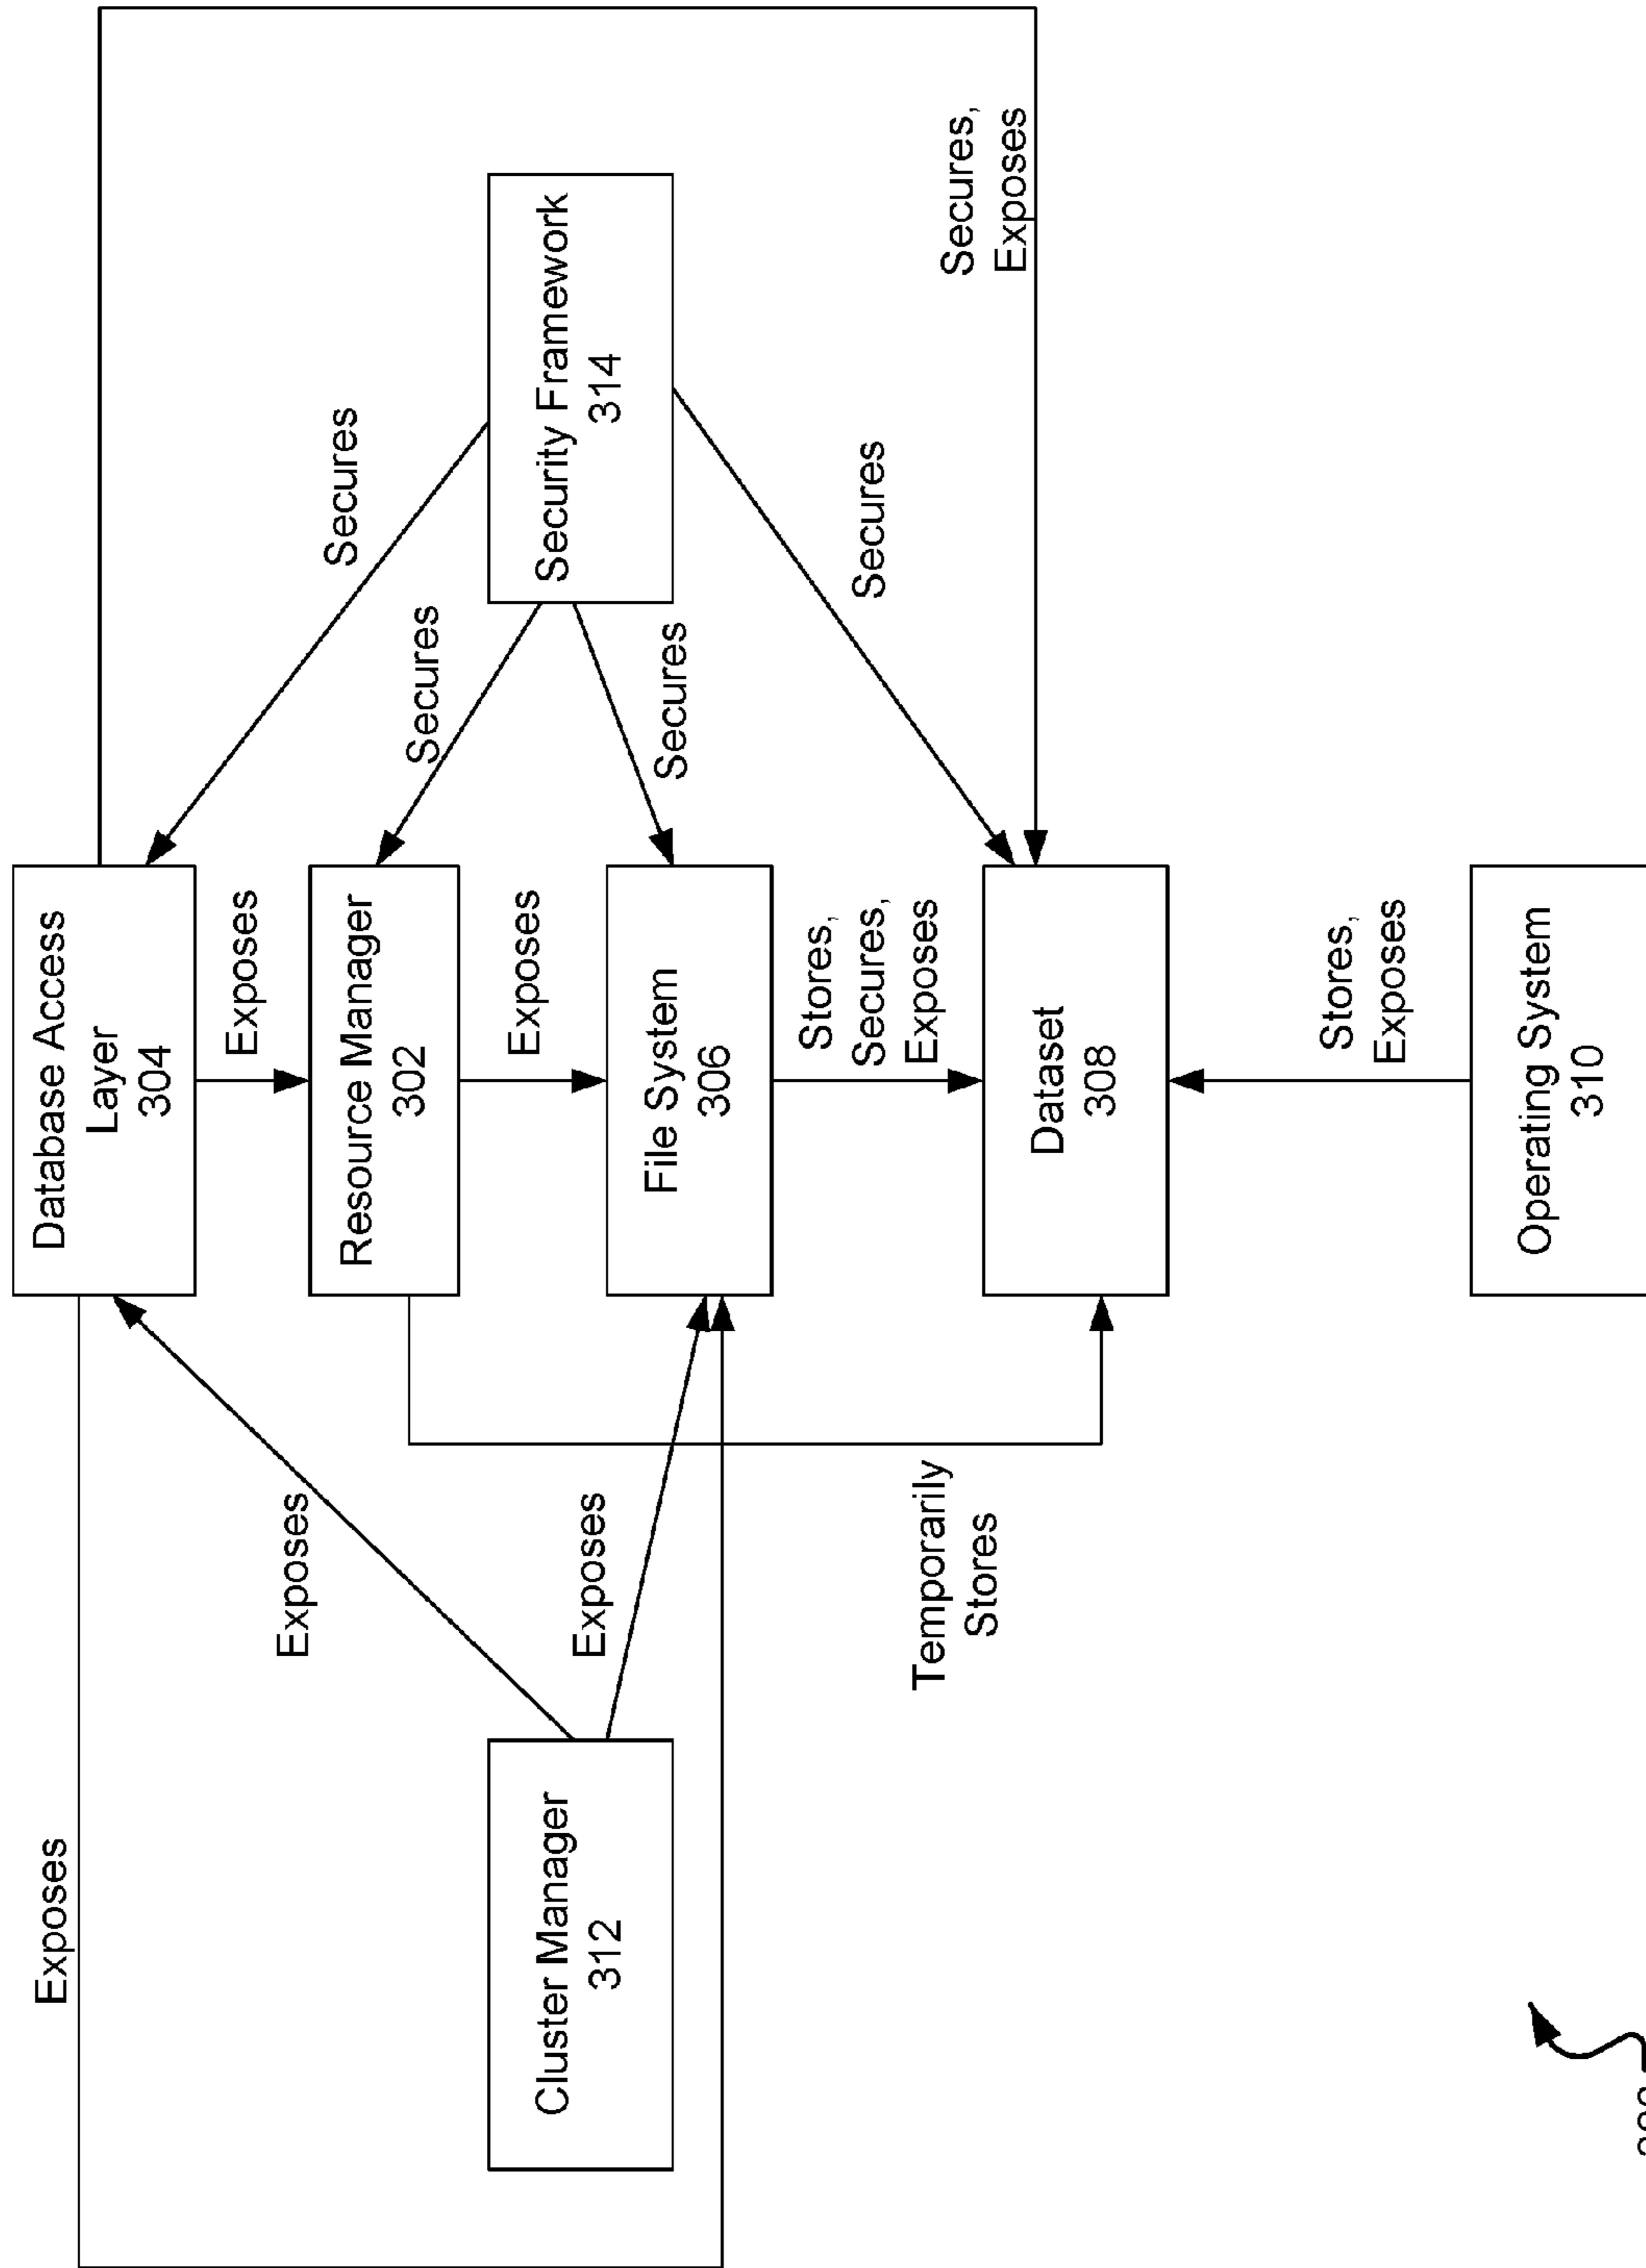 Database Access
Layer
304
Exposes
Exposes
Secures
Exposes
Resource Manager
302
Secures
Cluster Manager
312
Exposes
Exposes
Security Framework
314
File System
306
Secures
Temporarily
Stores
Stores,
Secures,
Exposes
Secures
Secures,
Exposes
Dataset
308
Stores,
Exposes
Operating System
310